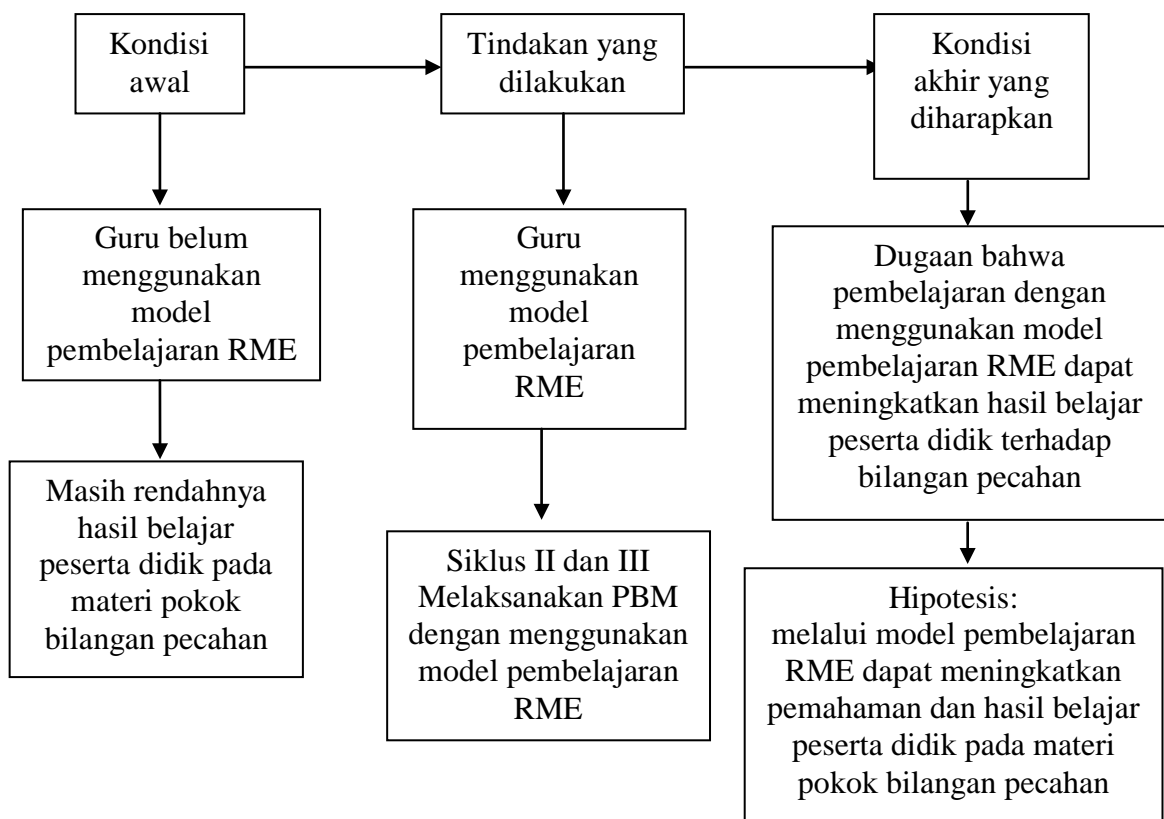 Kondisi
awal
Tindakan yang
dilakukan
Kondisi
akhir yang
diharapkan
Guru belum
menggunakan
model
pembelajaran RME
Guru
menggunakan
model
pembelajaran
RME
Dugaan bahwa
pembelajaran dengan
menggunakan model
pembelajaran RME dapat
meningkatkan hasil belajar
peserta didik terhadap
bilangan pecahan
Masih rendahnya
hasil belajar
peserta didik pada
materi pokok
bilangan pecahan
Siklus II dan III
Melaksanakan PBM
dengan menggunakan
model pembelajaran
RME
Hipotesis:
melalui model pembelajaran
RME dapat meningkatkan
pemahaman dan hasil belajar
peserta didik pada materi
pokok bilangan pecahan